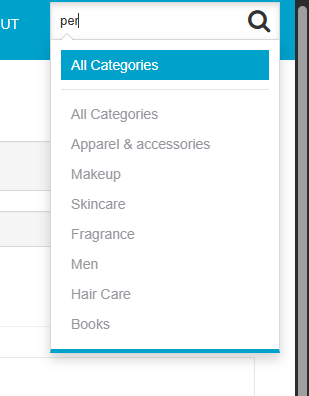 UT
per
All Categories
All Categories
Apparel & accessories
Makeup
Skincare
Fragrance
Men
Hair Care
Books